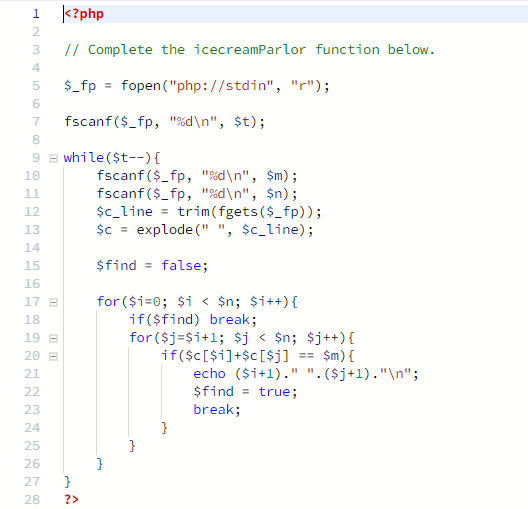 1 <?php
2
3 // Complete the icecreamParlor function below.
4
5 $_fp = fopen("php://stdin", "r");
6
7 fscanf($_fp, "%d\n", $t);
8
9 while($t--){
10 fscanf($_fp, "%d\n", $m);
11 fscanf($_fp, "%d\n", $n);
12 $c_line = trim(fgets($_fp));
13 $c = explode(" ", $c_line);
14
15 $find = false;
16
17 for($i=0; $i < $n; $i++){
18 if($find) break;
19 for($j=$i+1; $j < $n; $j++){
20 if($c[$i]+$c[$j] == $m){
21 echo ($i+1)." ".($j+1)."\n";
22 $find = true;
23 break;
24 }
25 }
26 }
27 }
28 ?>